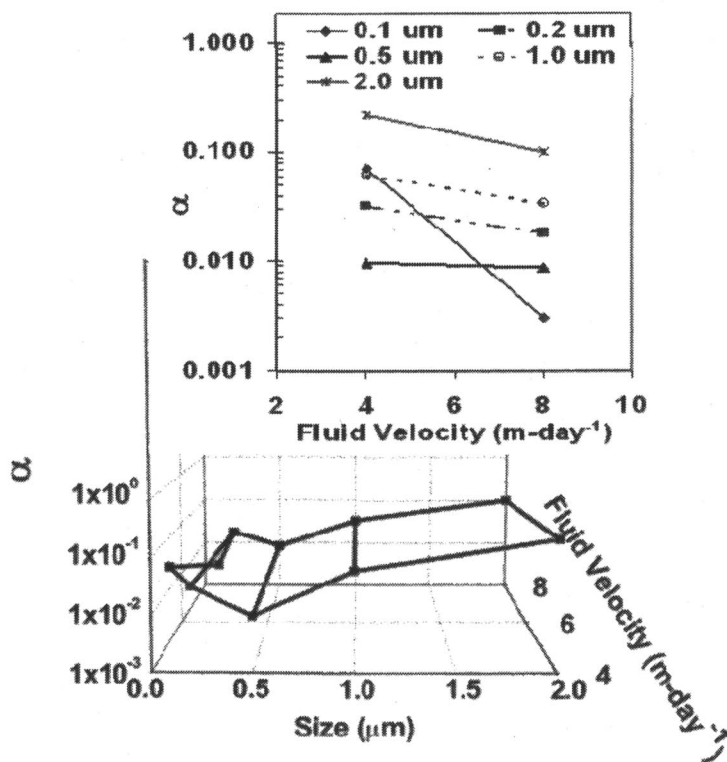 0.1 um 0.2 um
0.5 um 1.0 um
2.0 um
1.000
0.100
0.010
0.001
α
2 4 6 8 10
Fluid Velocity (m-day⁻¹)
α
1x10⁰
1x10⁻¹
1x10⁻²
1x10⁻³
0.0 0.5 1.0 1.5 2.0
Size (μm)
8
6
4
Fluid Velocity (m-day⁻¹)